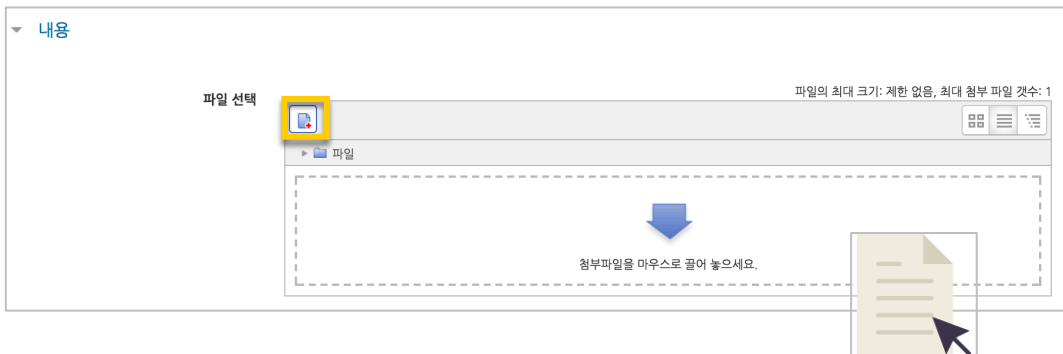 내용
파일 선택
파일의 최대 크기: 제한 없음, 최대 첨부 파일 갯수: 1
파일
첨부파일을 마우스로 끌어 놓으세요.